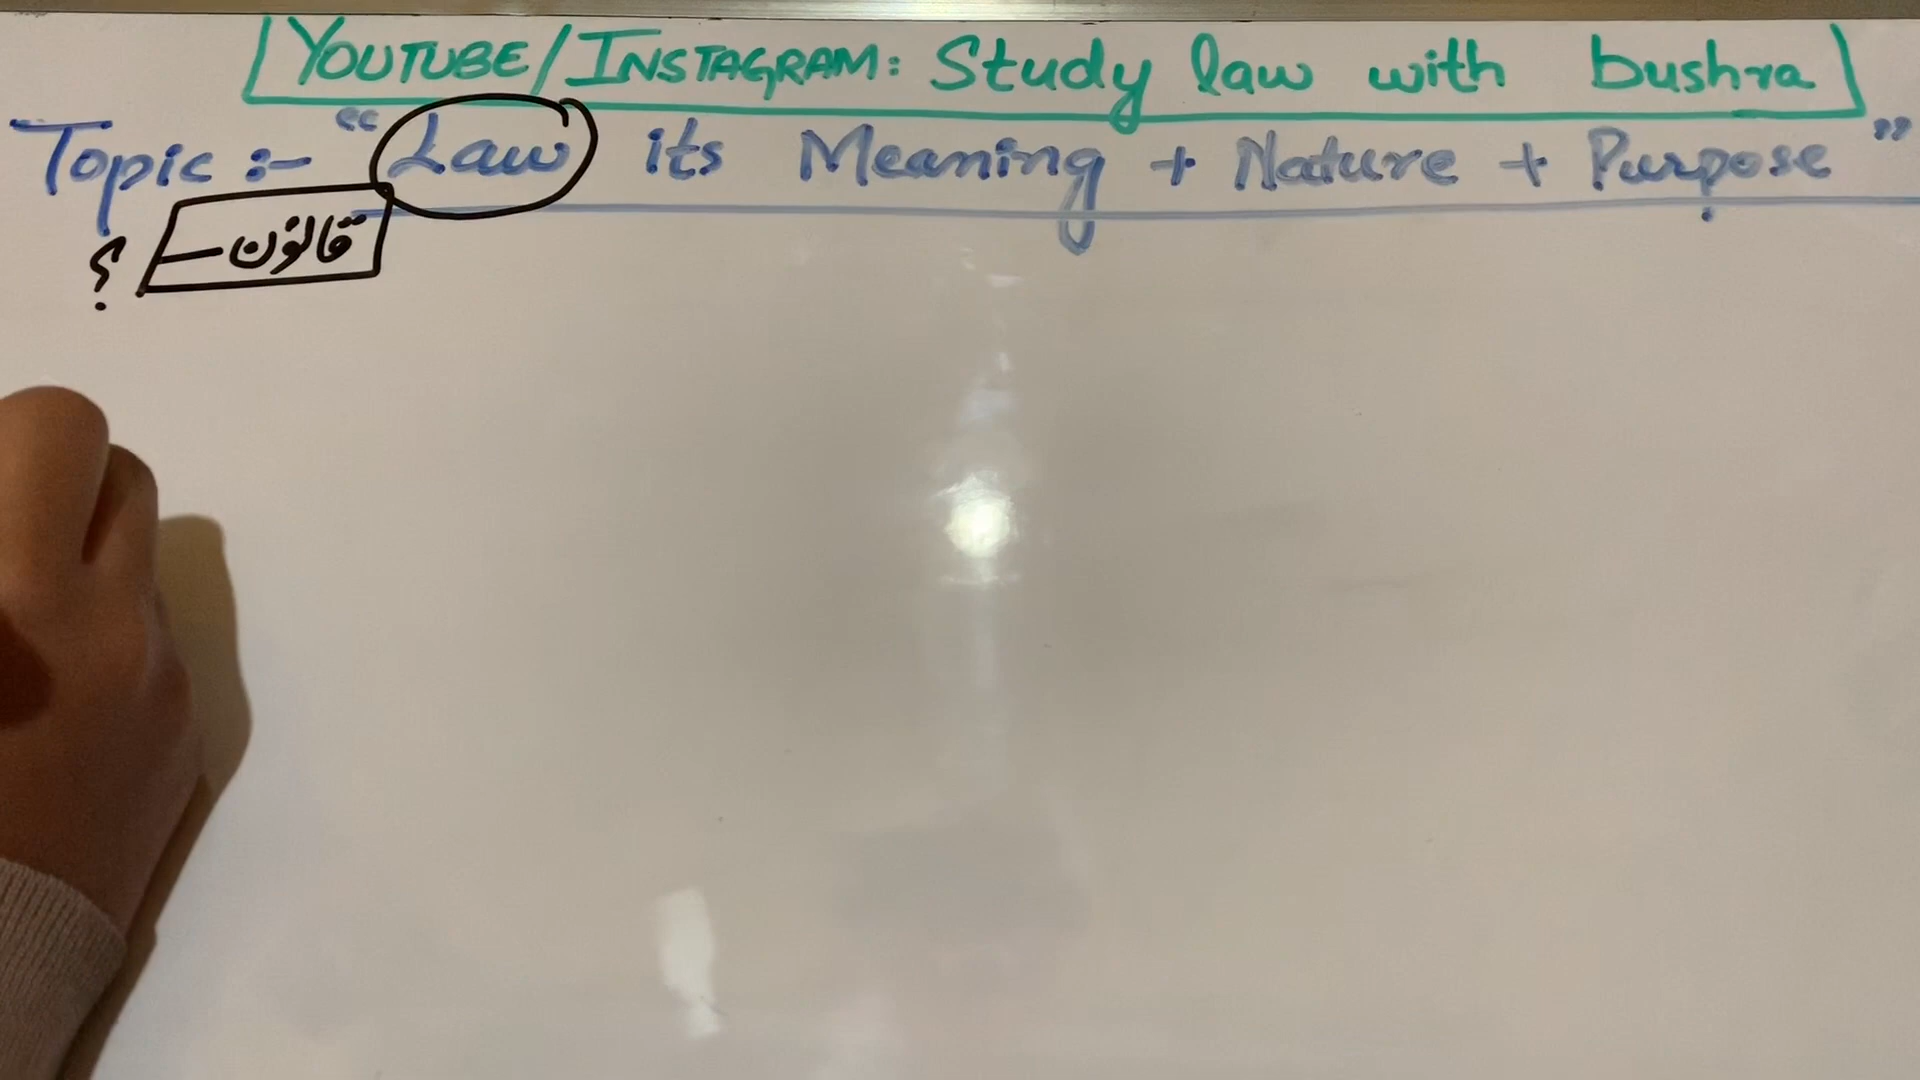 YOUTUBE/INSTAGRAM: Study law with bushra
Topic :- “Law its Meaning + Nature + Purpose”
قانون — ؟